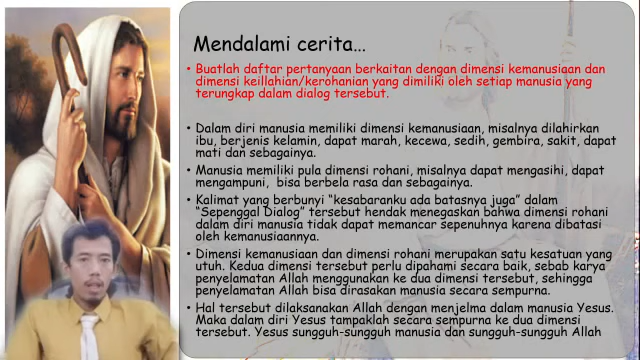 Mendalami cerita...
• Buatlah daftar pertanyaan berkaitan dengan dimensi kemanusiaan dan
dimensi keillahian/kerohanian yang dimiliki oleh setiap manusia yang
terungkap dalam dialog tersebut.
• Dalam diri manusia memiliki dimensi kemanusiaan, misalnya dilahirkan
ibu, berjenis kelamin, dapat marah, kecewa, sedih, gembira, sakit, dapat
mati dan sebagainya.
• Manusia memiliki pula dimensi rohani, misalnya dapat mengasihi, dapat
mengampuni, bisa berbela rasa dan sebagainya.
• Kalimat yang berbunyi "kesabaranku ada batasnya juga" dalam
"Sepenggal Dialog" tersebut hendak menegaskan bahwa dimensi rohani
dalam diri manusia tidak dapat memancar sepenuhnya karena dibatasi
oleh kemanusiaannya.
• Dimensi kemanusiaan dan dimensi rohani merupakan satu kesatuan yang
utuh. Kedua dimensi tersebut perlu dipahami secara baik, sebab karya
penyelamatan Allah menggunakan ke dua dimensi tersebut, sehingga
penyelamatan Allah bisa dirasakan manusia secara sempurna.
• Hal tersebut dilaksanakan Allah dengan menjelma dalam manusia Yesus.
Maka dalam diri Yesus tampaklah secara sempurna ke dua dimensi
tersebut. Yesus sungguh-sungguh manusia dan sungguh-sungguh Allah